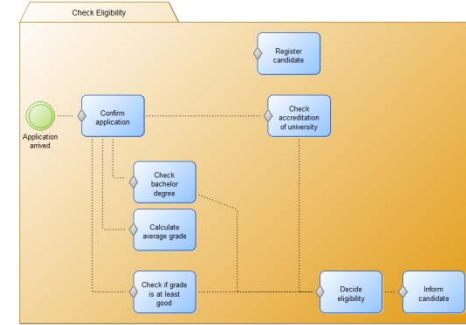 Check Eligibility
Register
candidate
Confirm
application
Check
accreditation
of university
Application
arrived
Check
bachelor
degree
Calculate
average grade
Check if grade
is at least
good
Decide
eligibility
Inform
candidate